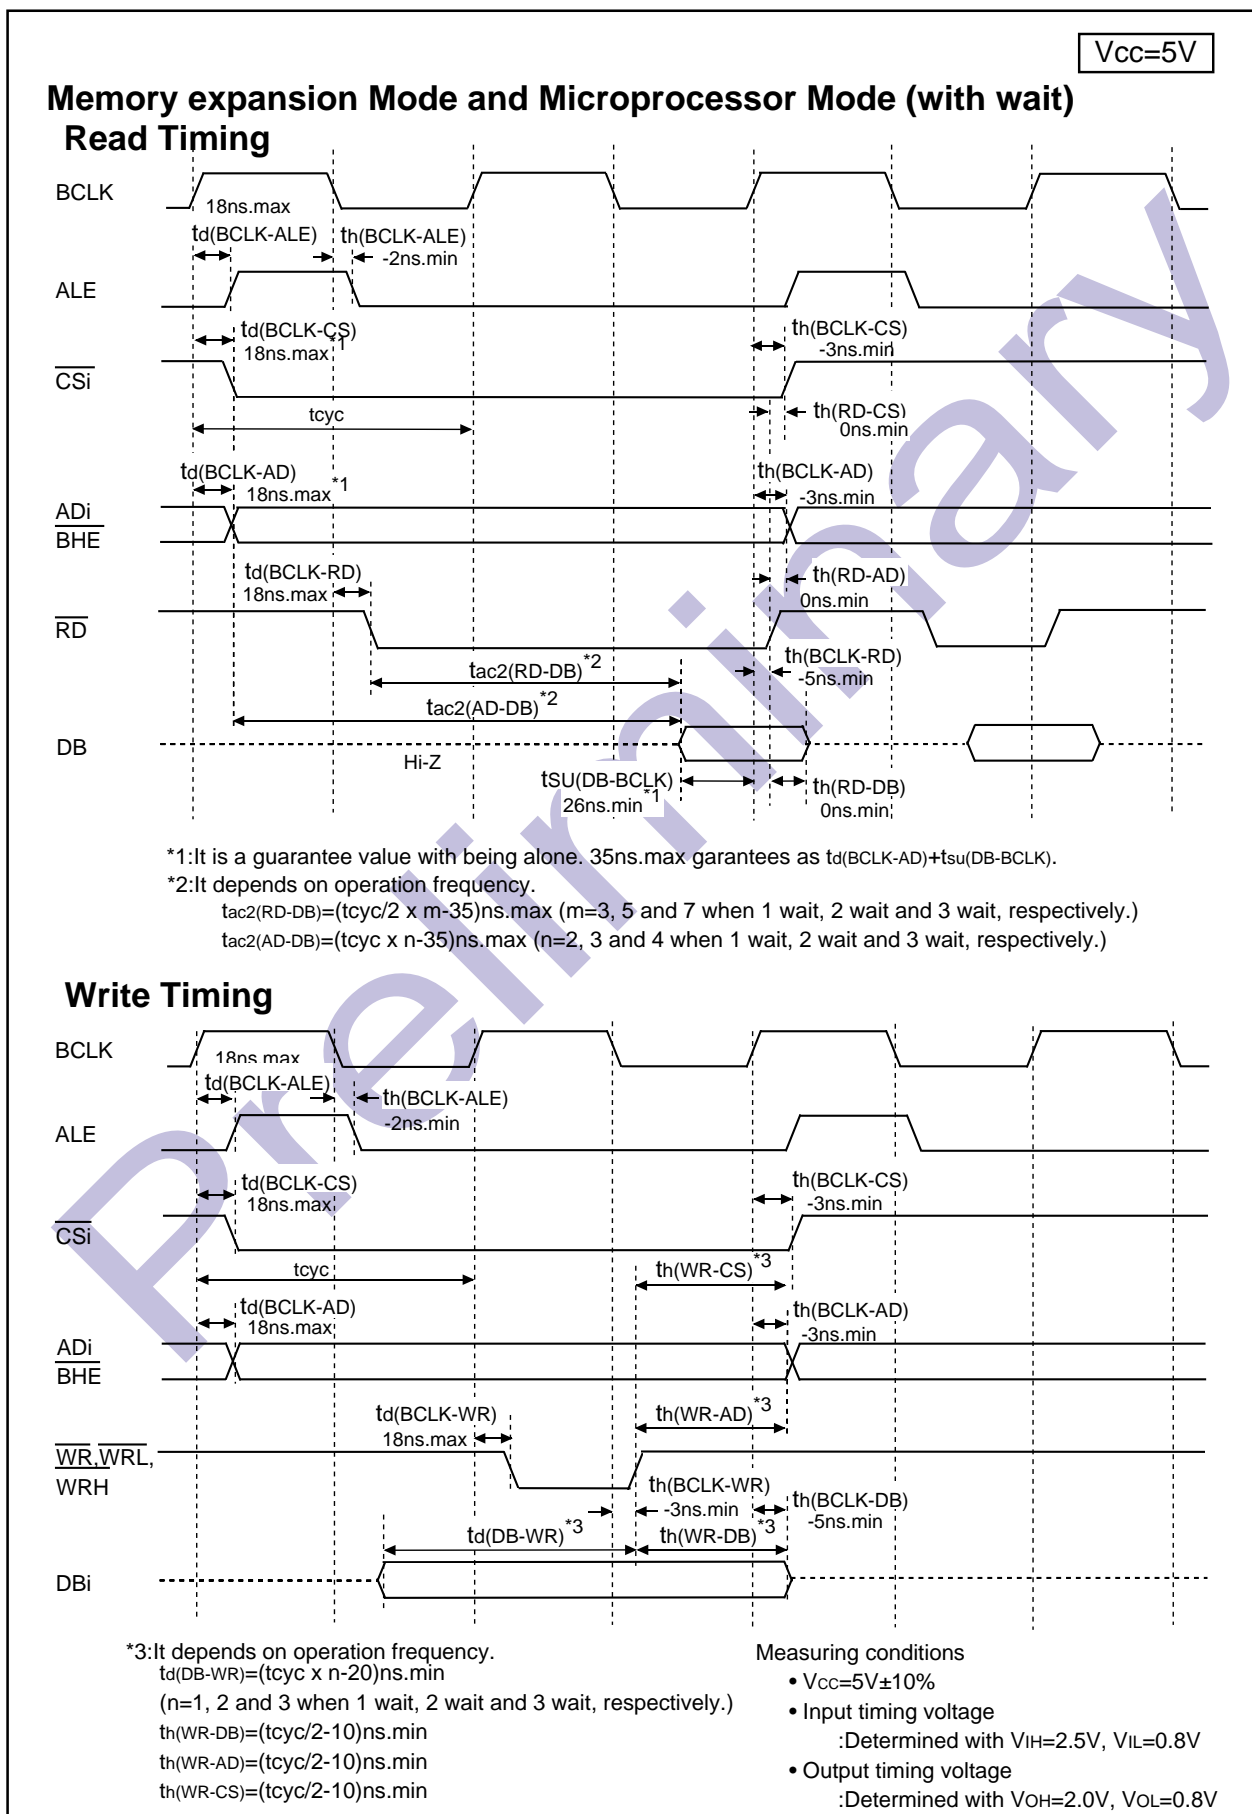 Vcc=5V
Memory expansion Mode and Microprocessor Mode (with wait)
Read Timing
BCLK
18ns.max
td(BCLK-ALE)
th(BCLK-ALE)
-2ns.min
ALE
td(BCLK-CS)
18ns.max*1
th(BCLK-CS)
-3ns.min
CSi
th(RD-CS)
0ns.min
tcyc
td(BCLK-AD)
18ns.max*1
th(BCLK-AD)
-3ns.min
ADi
BHE
td(BCLK-RD)
18ns.max
th(RD-AD)
0ns.min
RD
th(BCLK-RD)
-5ns.min
tac2(RD-DB)*2
tac2(AD-DB)*2
DB
Hi-Z
tSU(DB-BCLK)
26ns.min*1
th(RD-DB)
0ns.min
*1:It is a guarantee value with being alone. 35ns.max garantees as td(BCLK-AD)+tsu(DB-BCLK).
*2:It depends on operation frequency.
tac2(RD-DB)=(tcyc/2 x m-35)ns.max (m=3, 5 and 7 when 1 wait, 2 wait and 3 wait, respectively.)
tac2(AD-DB)=(tcyc x n-35)ns.max (n=2, 3 and 4 when 1 wait, 2 wait and 3 wait, respectively.)
Write Timing
BCLK
18ns.max
td(BCLK-ALE)
th(BCLK-ALE)
-2ns.min
ALE
td(BCLK-CS)
18ns.max
th(BCLK-CS)
-3ns.min
CSi
tcyc
th(WR-CS)*3
td(BCLK-AD)
18ns.max
th(BCLK-AD)
-3ns.min
ADi
BHE
td(BCLK-WR)
18ns.max
th(WR-AD)*3
WR,WRL,
WRH
th(BCLK-WR)
-3ns.min
th(BCLK-DB)
-5ns.min
td(DB-WR)*3
th(WR-DB)*3
DBi
*3:It depends on operation frequency.
td(DB-WR)=(tcyc x n-20)ns.min
(n=1, 2 and 3 when 1 wait, 2 wait and 3 wait, respectively.)
th(WR-DB)=(tcyc/2-10)ns.min
th(WR-AD)=(tcyc/2-10)ns.min
th(WR-CS)=(tcyc/2-10)ns.min
Measuring conditions
• VCC=5V±10%
• Input timing voltage
:Determined with VIH=2.5V, VIL=0.8V
• Output timing voltage
:Determined with VOH=2.0V, VOL=0.8V
Preliminary